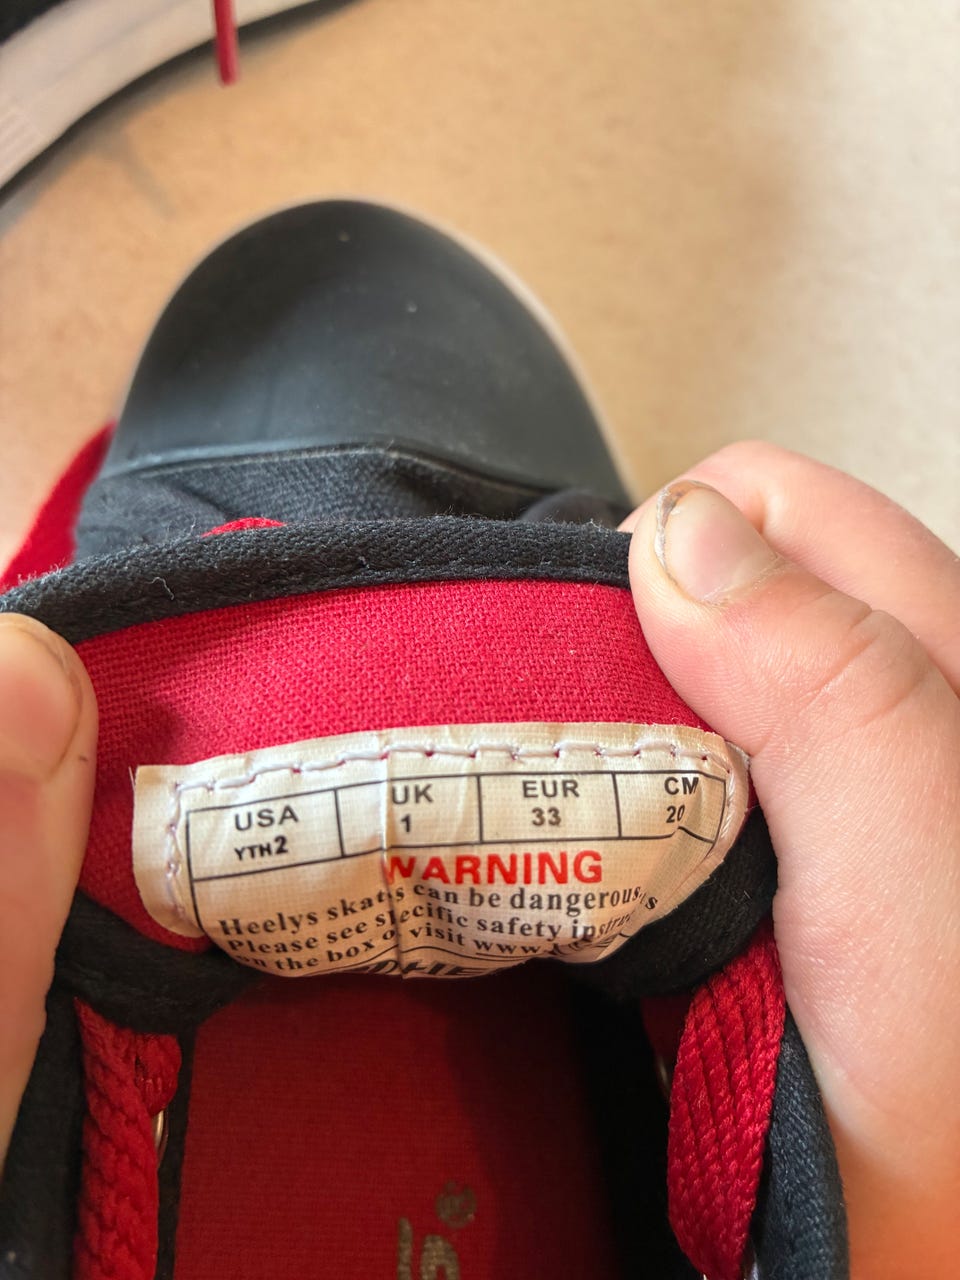 USA UK EUR CM
YTH2 1 33 20
WARNING
Heelys skates can be dangerous.
Please see specific safety
on the box or visit www.